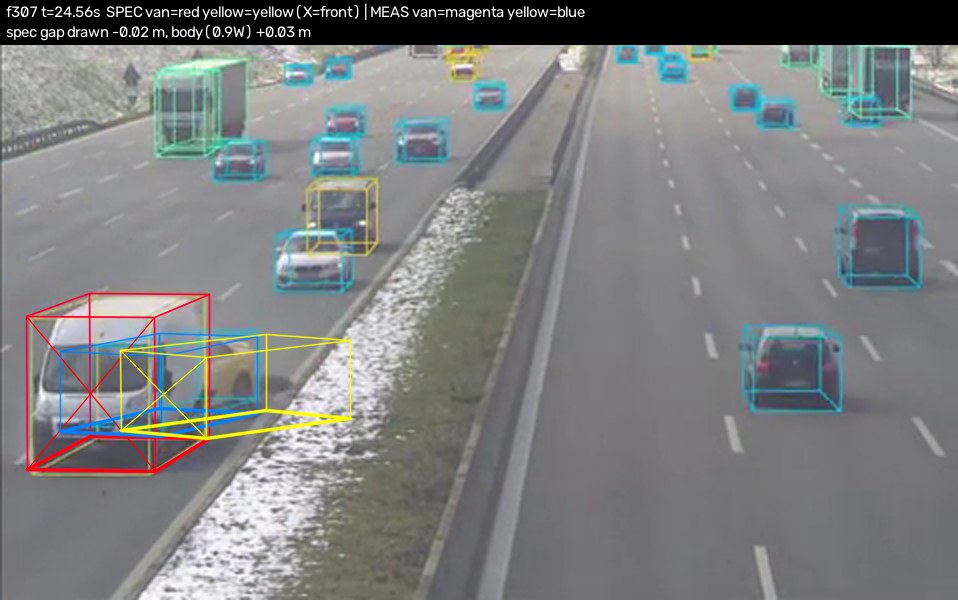 f307 t=24.56s SPEC van=red yellow=yellow (X=front) | MEAS van=magenta yellow=blue
spec gap drawn -0.02 m, body (0.9W) +0.03 m